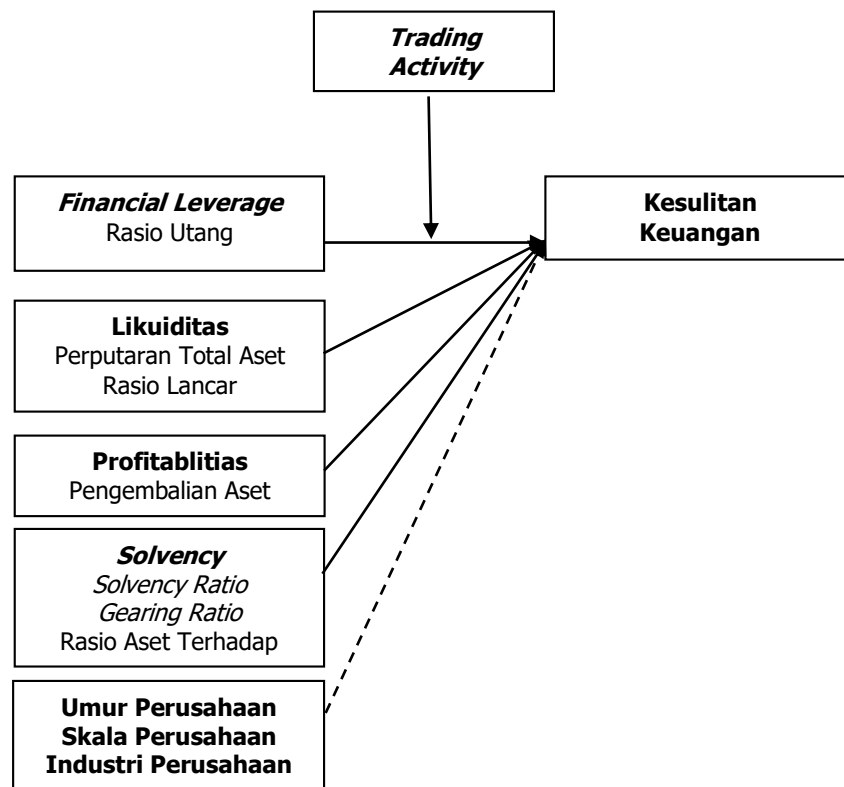 Trading
Activity
Financial Leverage
Rasio Utang
Kesulitan
Keuangan
Likuiditas
Perputaran Total Aset
Rasio Lancar
Profitablitias
Pengembalian Aset
Solvency
Solvency Ratio
Gearing Ratio
Rasio Aset Terhadap
Umur Perusahaan
Skala Perusahaan
Industri Perusahaan